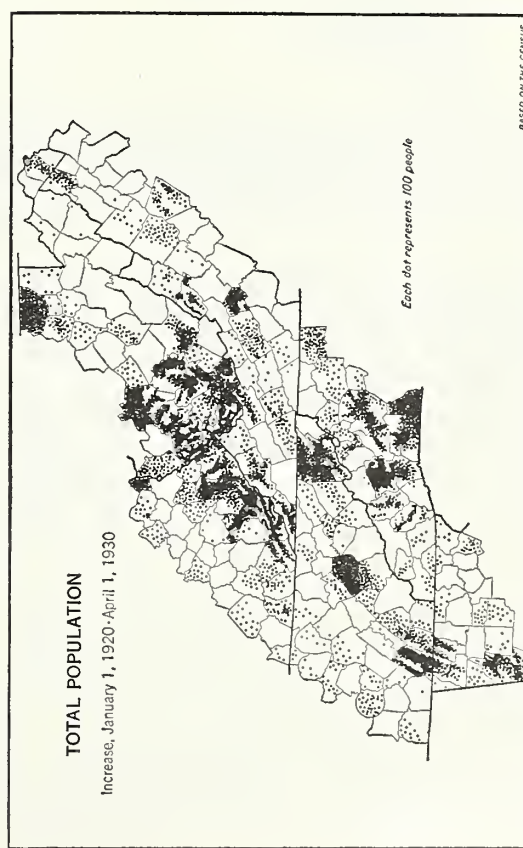 TOTAL POPULATION
Increase, January 1, 1920-April 1, 1930
Each dot represents 100 people
BASED ON THE CENSUS